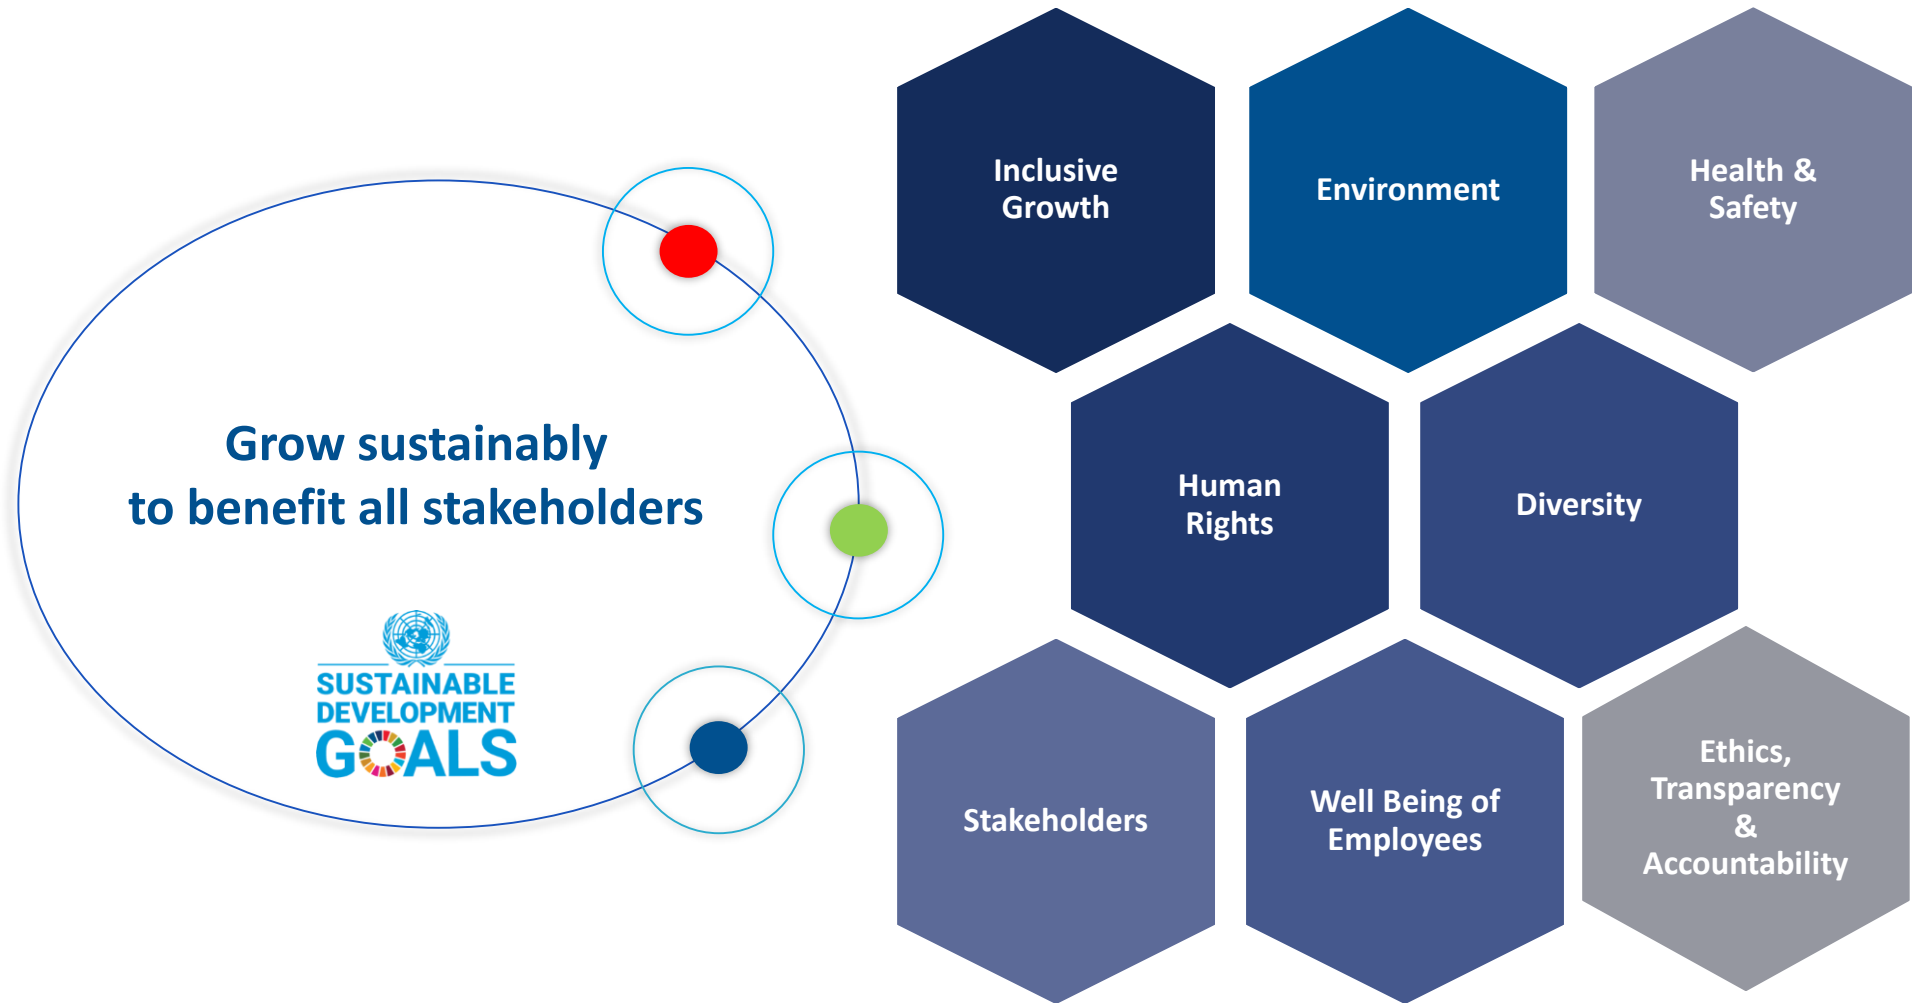 Grow sustainably
to benefit all stakeholders
SUSTAINABLE
DEVELOPMENT
GOALS
Inclusive
Growth
Environment
Health &
Safety
Human
Rights
Diversity
Stakeholders
Well Being of
Employees
Ethics,
Transparency
&
Accountability